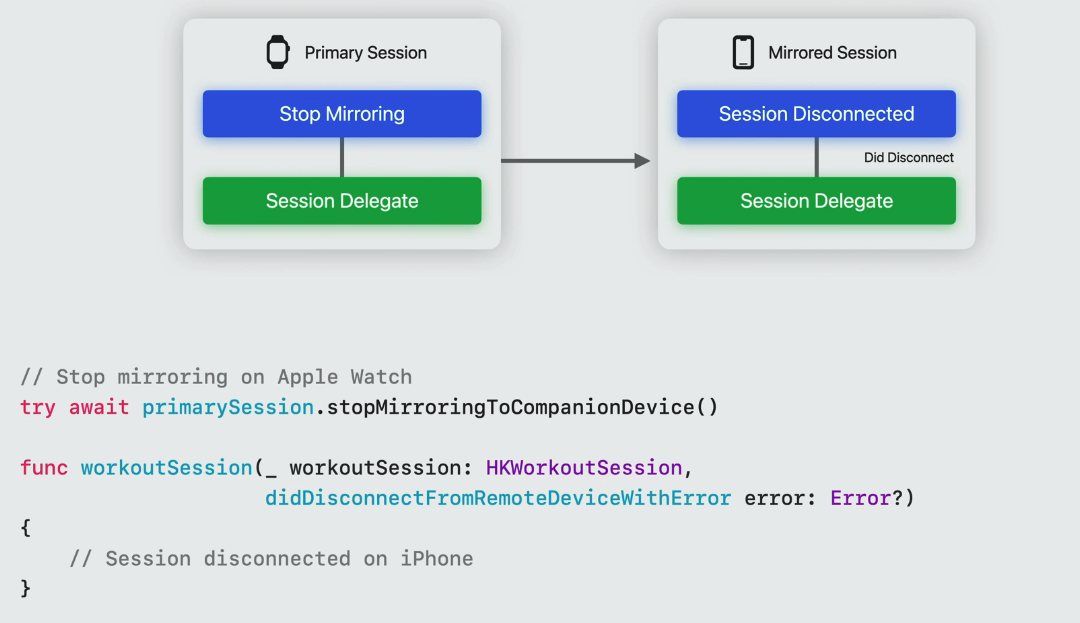 Primary Session
Stop Mirroring
Session Delegate
Mirrored Session
Session Disconnected
Did Disconnect
Session Delegate
// Stop mirroring on Apple Watch
try await primarySession.stopMirroringToCompanionDevice()
func workoutSession(_ workoutSession: HKWorkoutSession,
didDisconnectFromRemoteDeviceWithError error: Error?)
{
// Session disconnected on iPhone
}